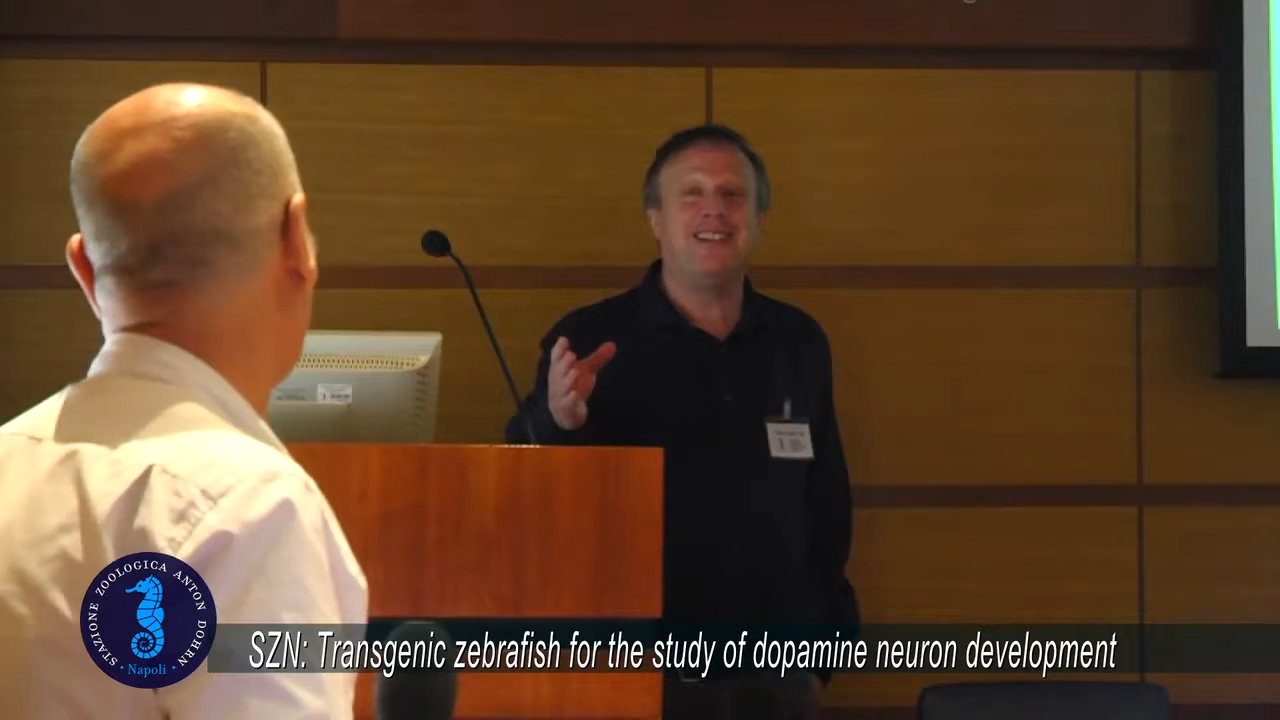 STAZIONE ZOOLOGICA ANTON DOHRN
• Napoli •
SZN: Transgenic zebrafish for the study of dopamine neuron development